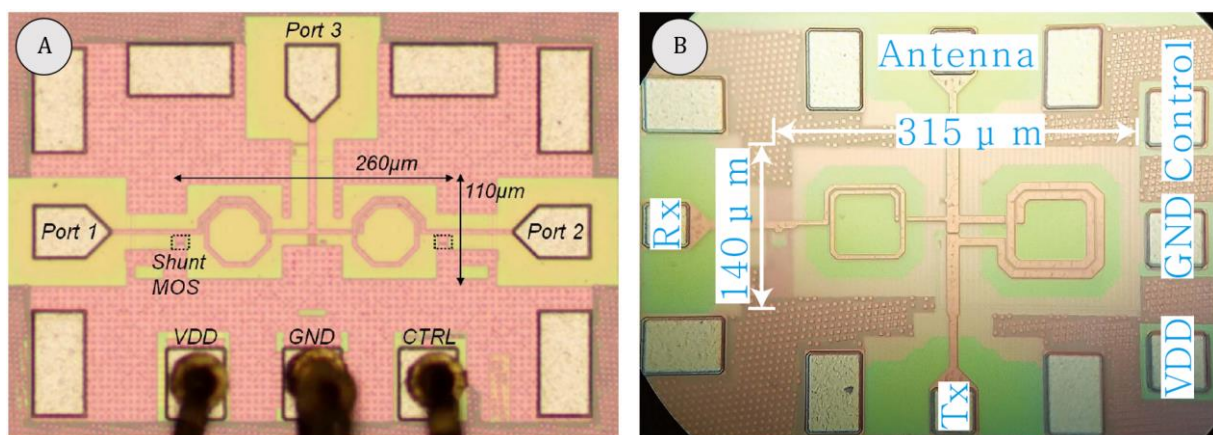 A
Port 3
260μm
110μm
Port 1
Port 2
Shunt
MOS
VDD
GND
CTRL
B
Antenna
315 μ m
140 μ m
Rx
Tx
Control
GND
VDD